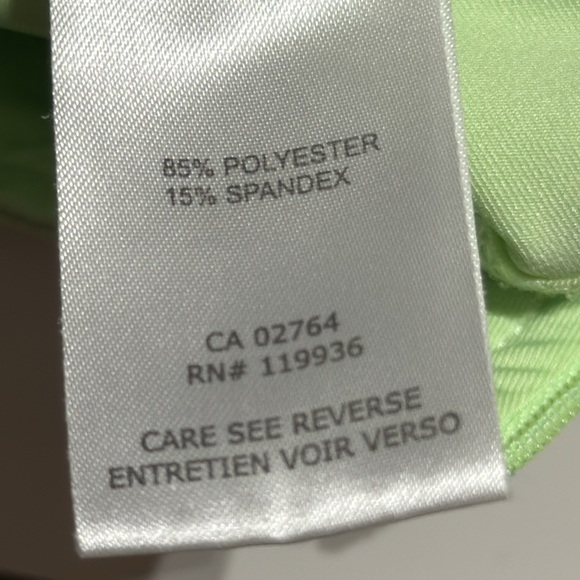 85% POLYESTER
15% SPANDEX
CA 02764
RN# 119936
CARE SEE REVERSE
ENTRETIEN VOIR VERSO